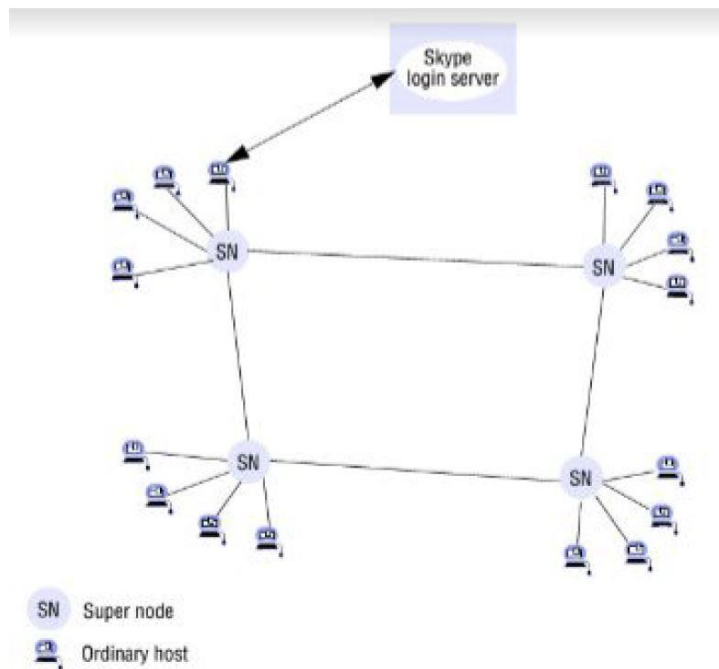 Skype
login server
SN
SN
SN
SN
SN Super node
Ordinary host